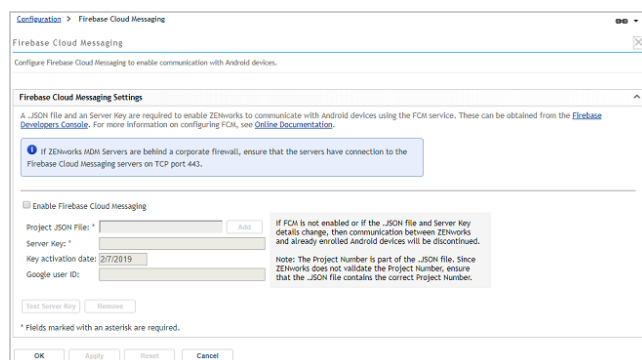 Configuration > Firebase Cloud Messaging
Firebase Cloud Messaging
Configure Firebase Cloud Messaging to enable communication with Android devices.
Firebase Cloud Messaging Settings
A .JSON file and an Server Key are required to enable ZENworks to communicate with Android devices using the FCM service. These can be obtained from the Firebase
Developers Console. For more information on configuring FCM, see Online Documentation.
If ZENworks MDM Servers are behind a corporate firewall, ensure that the servers have connection to the
Firebase Cloud Messaging servers on TCP port 443.
Enable Firebase Cloud Messaging
Project JSON File: * Add
Server Key: *
Key activation date: 2/7/2019
Google user ID:
If FCM is not enabled or if the .JSON file and Server Key
details change, then communication between ZENworks
and already enrolled Android devices will be discontinued.
Note: The Project Number is part of the .JSON file. Since
ZENworks does not validate the Project Number, ensure
that the .JSON file contains the correct Project Number.
Test Server Key Remove
* Fields marked with an asterisk are required.
OK Apply Reset Cancel